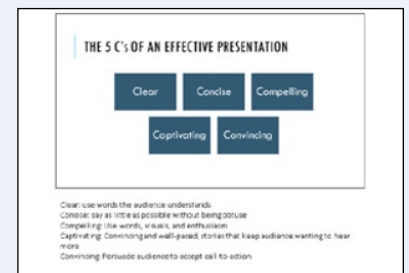 THE 5 C's OF AN EFFECTIVE PRESENTATION
Clear Concise Compelling
Captivating Convincing
Clear: use words the audience understands
Concise: say as little as possible without being obtuse
Compelling: Use words, visuals, and enthusiasm
Captivating: Convincing and well-paced, stories that keep audience wanting to hear
more
Convincing: Persuade audience to accept call-to-action